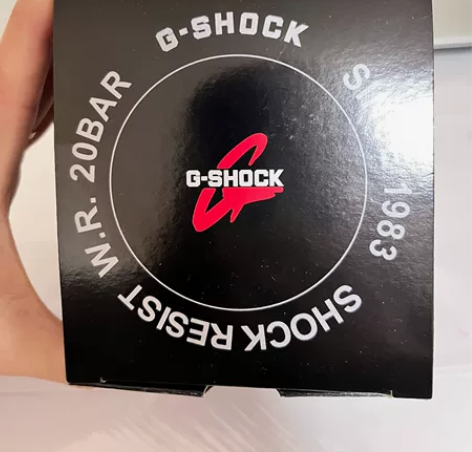 G-SHOCK
1983
SHOCK RESIST
W.R. 20BAR
G-SHOCK